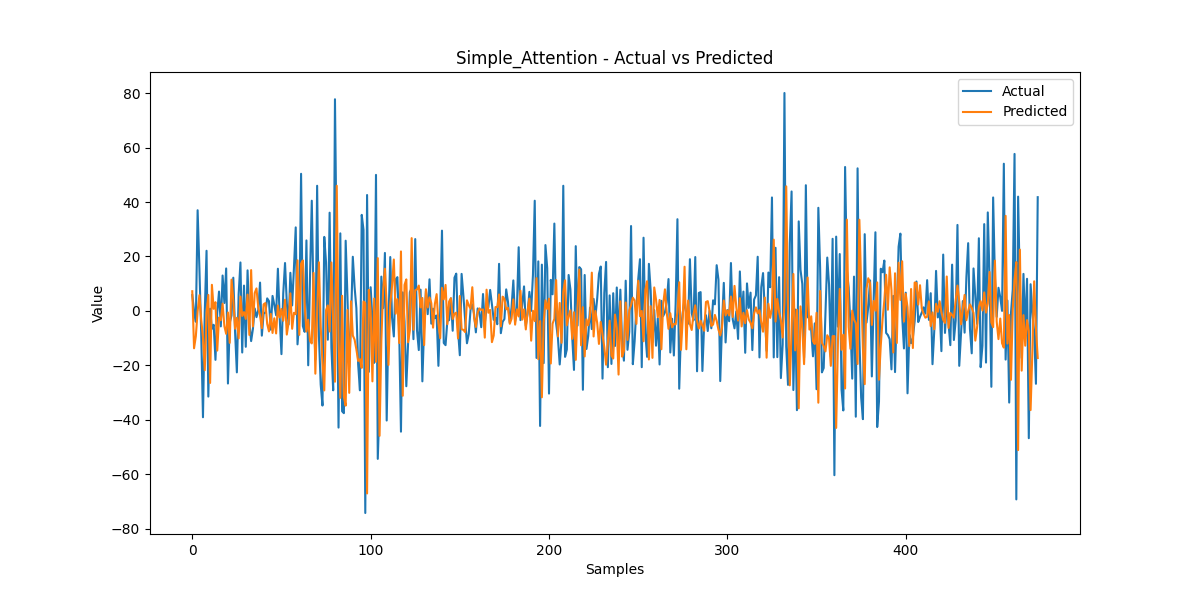 Simple_Attention - Actual vs Predicted
Actual
Predicted
80
60
40
20
0
−20
−40
−60
−80
Value
0
100
200
300
400
Samples